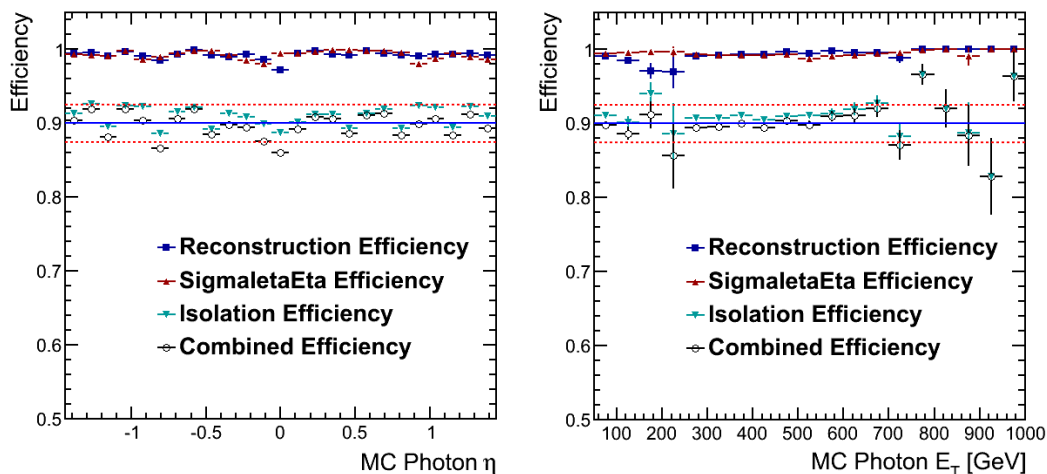 Efficiency
1
0.9
0.8
0.7
0.6
0.5
Reconstruction Efficiency
SigmaIetaEta Efficiency
Isolation Efficiency
Combined Efficiency
-1 -0.5 0 0.5 1
MC Photon η
Efficiency
1
0.9
0.8
0.7
0.6
0.5
Reconstruction Efficiency
SigmaIetaEta Efficiency
Isolation Efficiency
Combined Efficiency
100 200 300 400 500 600 700 800 900 1000
MC Photon E_T [GeV]